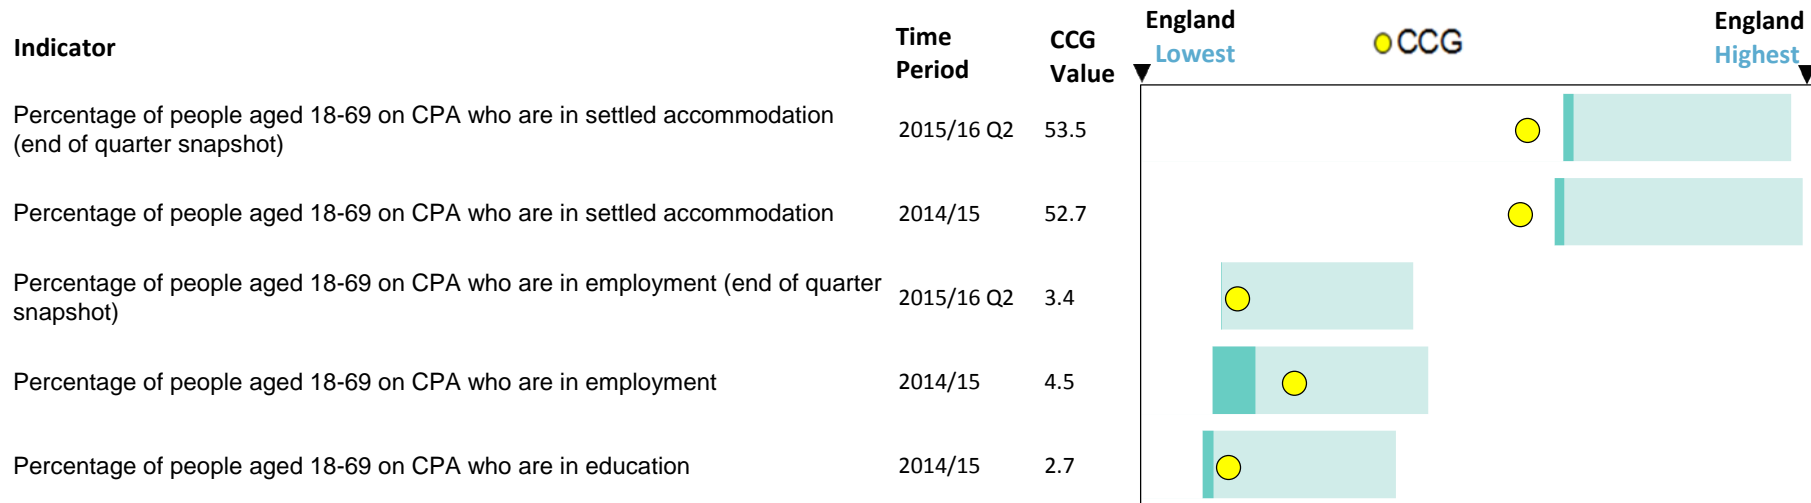 Indicator
Time Period
CCG Value
England Lowest
CCG
England Highest
Percentage of people aged 18-69 on CPA who are in settled accommodation
(end of quarter snapshot)
2015/16 Q2
53.5
Percentage of people aged 18-69 on CPA who are in settled accommodation
2014/15
52.7
Percentage of people aged 18-69 on CPA who are in employment (end of quarter
snapshot)
2015/16 Q2
3.4
Percentage of people aged 18-69 on CPA who are in employment
2014/15
4.5
Percentage of people aged 18-69 on CPA who are in education
2014/15
2.7